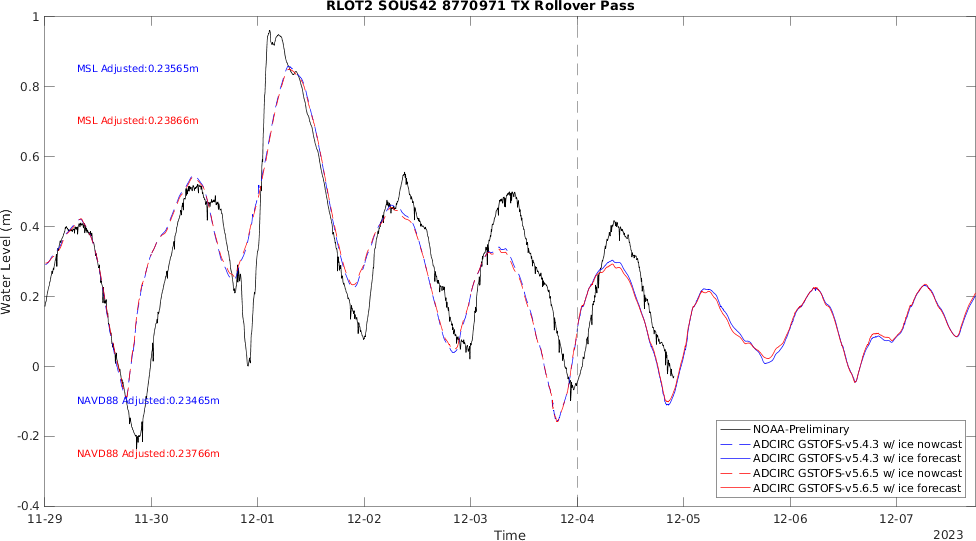 RLOT2 SOUS42 8770971 TX Rollover Pass
1
0.8
0.6
0.4
0.2
0
-0.2
-0.4
Water Level (m)
MSL Adjusted:0.23565m
MSL Adjusted:0.23866m
NAVD88 Adjusted:0.23465m
NAVD88 Adjusted:0.23766m
NOAA-Preliminary
ADCIRC GSTOFS-v5.4.3 w/ ice nowcast
ADCIRC GSTOFS-v5.4.3 w/ ice forecast
ADCIRC GSTOFS-v5.6.5 w/ ice nowcast
ADCIRC GSTOFS-v5.6.5 w/ ice forecast
11-29 11-30 12-01 12-02 12-03 12-04 12-05 12-06 12-07
Time
2023